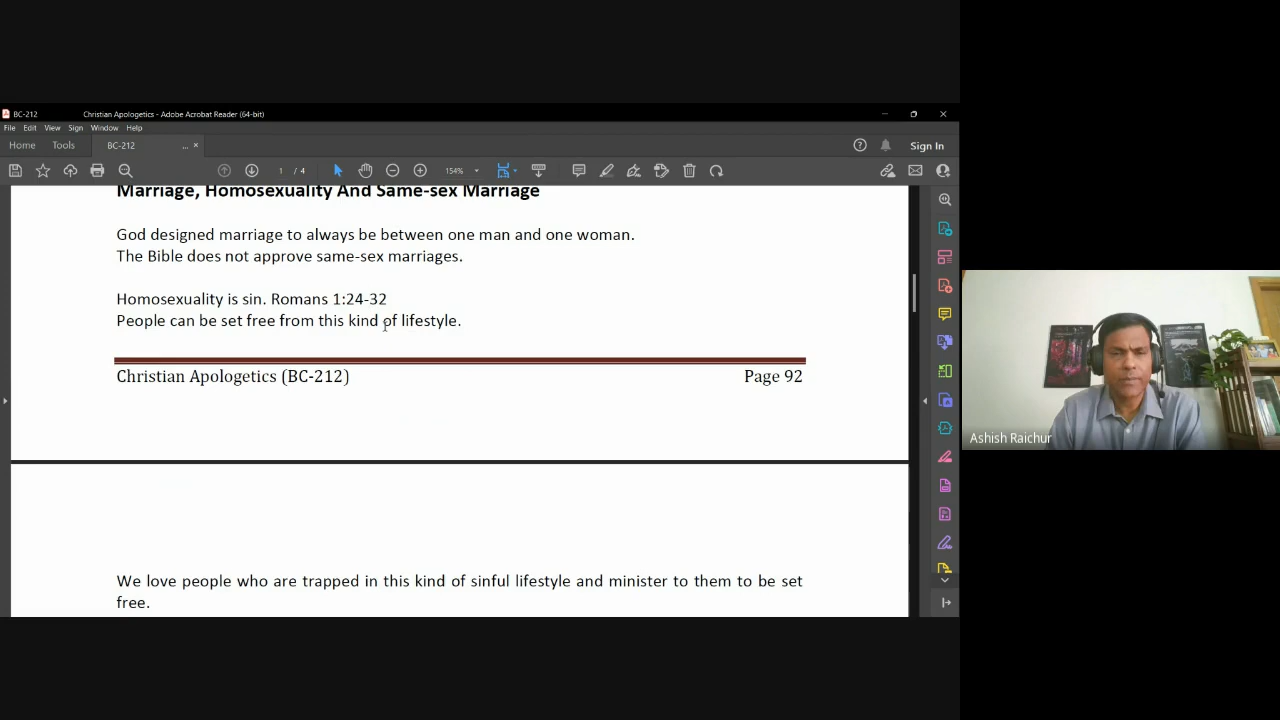 BC-212 Christian Apologetics - Adobe Acrobat Reader (64-bit)
File Edit View Sign Window Help
Home Tools BC-212 ... × Sign In
1 / 4 154%
Marriage, Homosexuality And Same-sex Marriage
God designed marriage to always be between one man and one woman.
The Bible does not approve same-sex marriages.
Homosexuality is sin. Romans 1:24-32
People can be set free from this kind of lifestyle.
Christian Apologetics (BC-212) Page 92
We love people who are trapped in this kind of sinful lifestyle and minister to them to be set
free.
Ashish Raichur